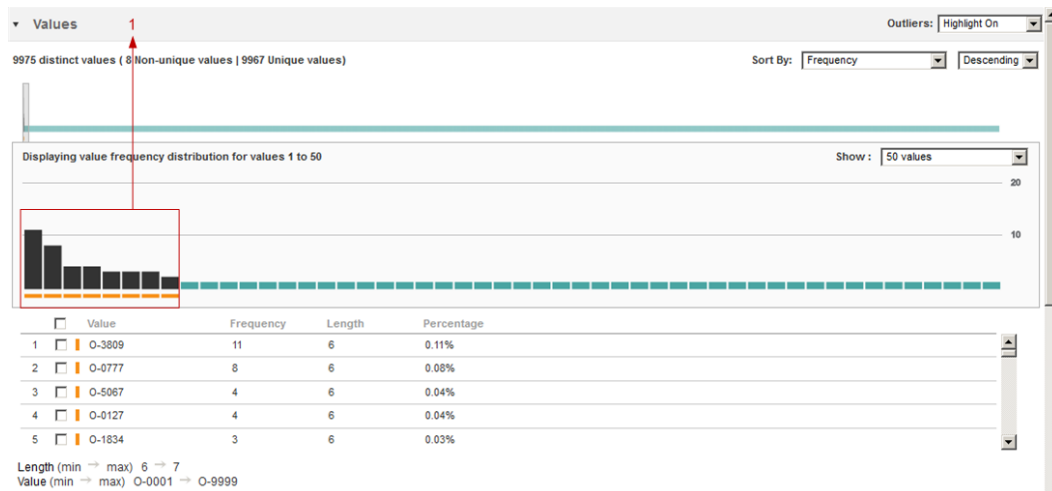 Values 1 Outliers: Highlight On
9975 distinct values ( 8 Non-unique values | 9967 Unique values) Sort By: Frequency Descending
Displaying value frequency distribution for values 1 to 50 Show : 50 values
20
10
Value Frequency Length Percentage
1 O-3809 11 6 0.11%
2 O-0777 8 6 0.08%
3 O-5067 4 6 0.04%
4 O-0127 4 6 0.04%
5 O-1834 3 6 0.03%
Length (min → max) 6 → 7
Value (min → max) O-0001 → O-9999